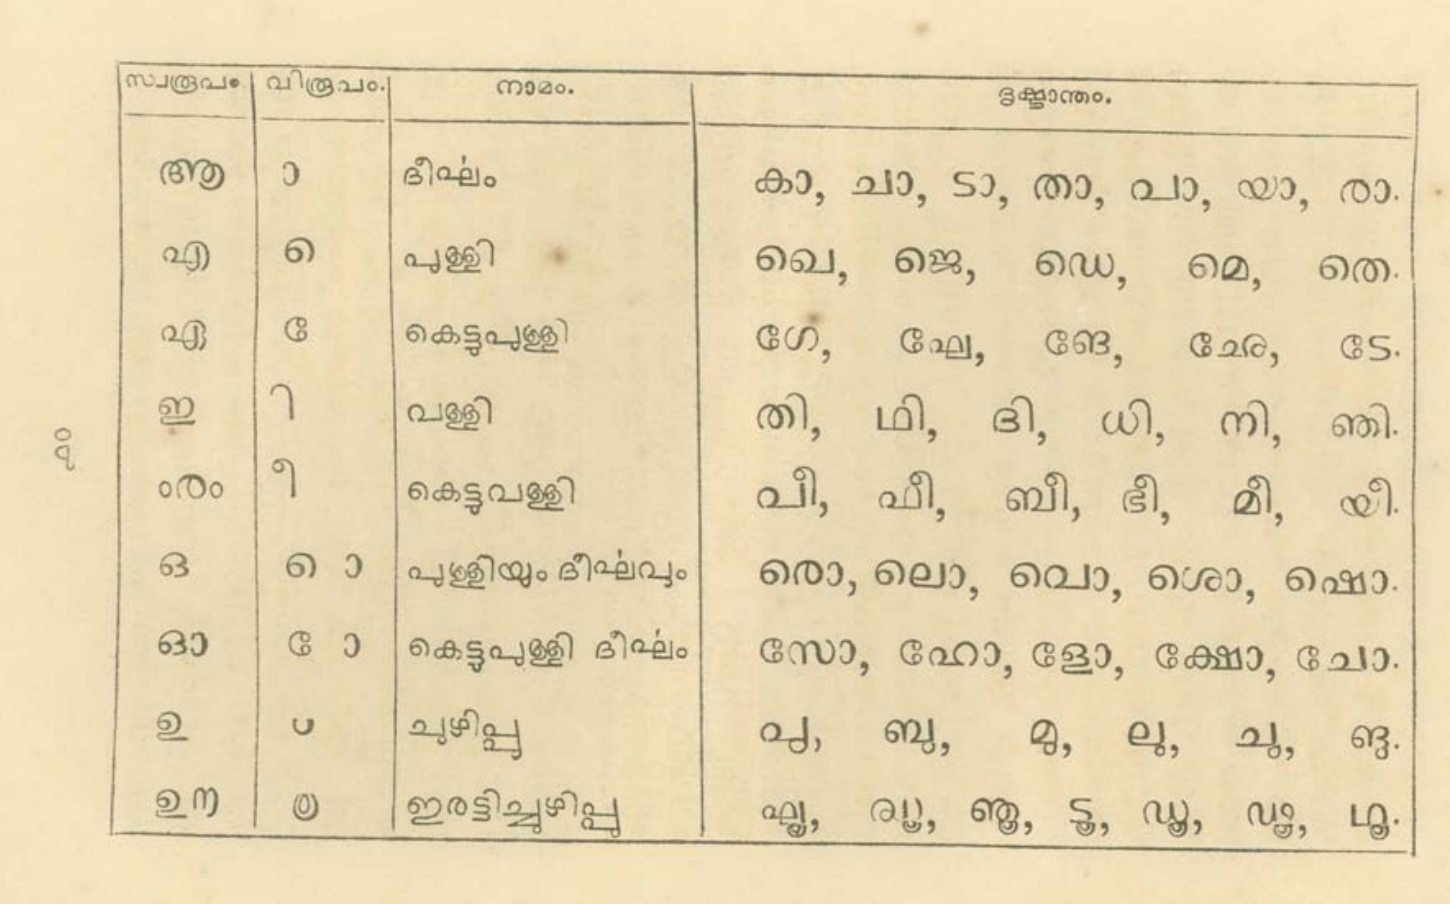 സ്വരൂപം. വിരൂപം. നാമം. ദൃഷ്ടാന്തം.
ആ ാ ദീൎഘം കാ, ചാ, ടാ, താ, പാ, യാ, രാ.
എ െ പുള്ളി ഖെ, ജെ, ഡെ, മെ, തെ.
ഏ േ കെട്ടുപുള്ളി ഗേ, ഘേ, ങേ, ഛേ, ടേ.
ഇ ി വള്ളി തി, ഥി, ദി, ധി, നി, ഞി.
ൟ ീ കെട്ടുവള്ളി പീ, ഫീ, ബീ, ഭീ, മീ, യീ.
ഒ ൊ പുള്ളിയും ദീൎഘവും രൊ, ലൊ, വൊ, ശൊ, ഷൊ.
ഓ ോ കെട്ടുപുള്ളി ദീൎഘം സോ, ഹോ, ളോ, ക്ഷോ, ചോ.
ഉ ു ചുഴിപ്പു പു, ബു, മു, ലു, ചു, ങു.
ഊ ൂ ഇരട്ടിച്ചുഴിപ്പു ഘൂ, ഝൂ, ഞൂ, ടൂ, ഡൂ, ഢൂ, ഥൂ.
൧൦